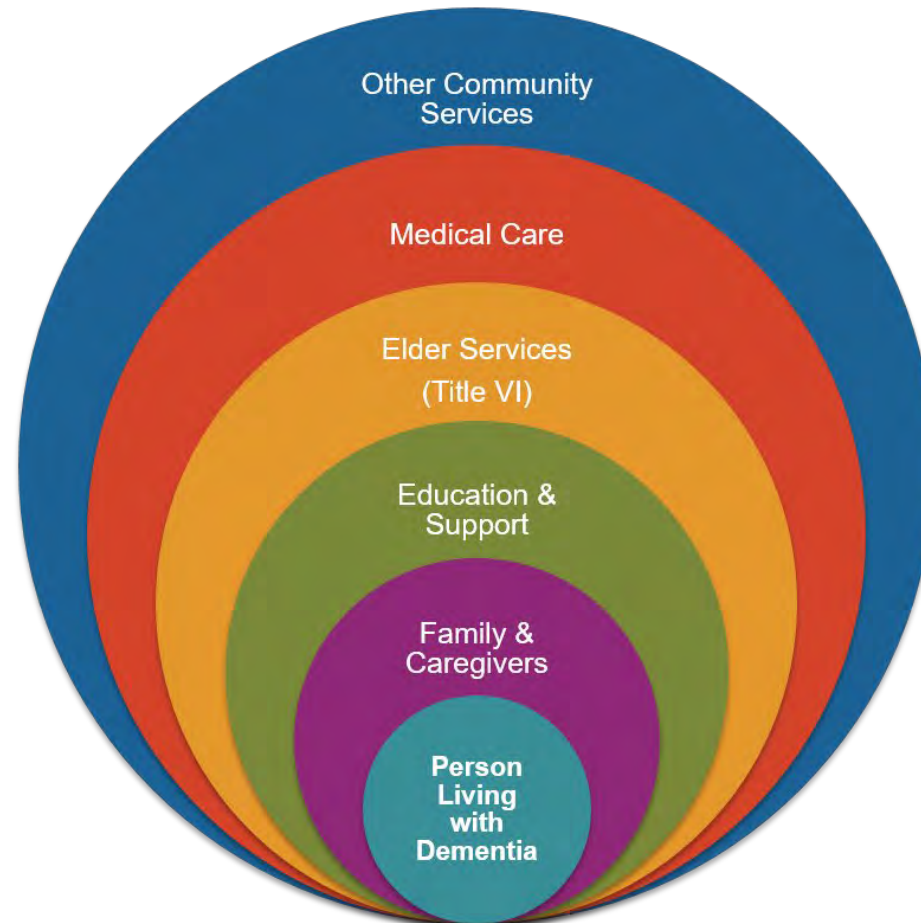 Other Community
Services
Medical Care
Elder Services
(Title VI)
Education &
Support
Family &
Caregivers
Person
Living
with
Dementia